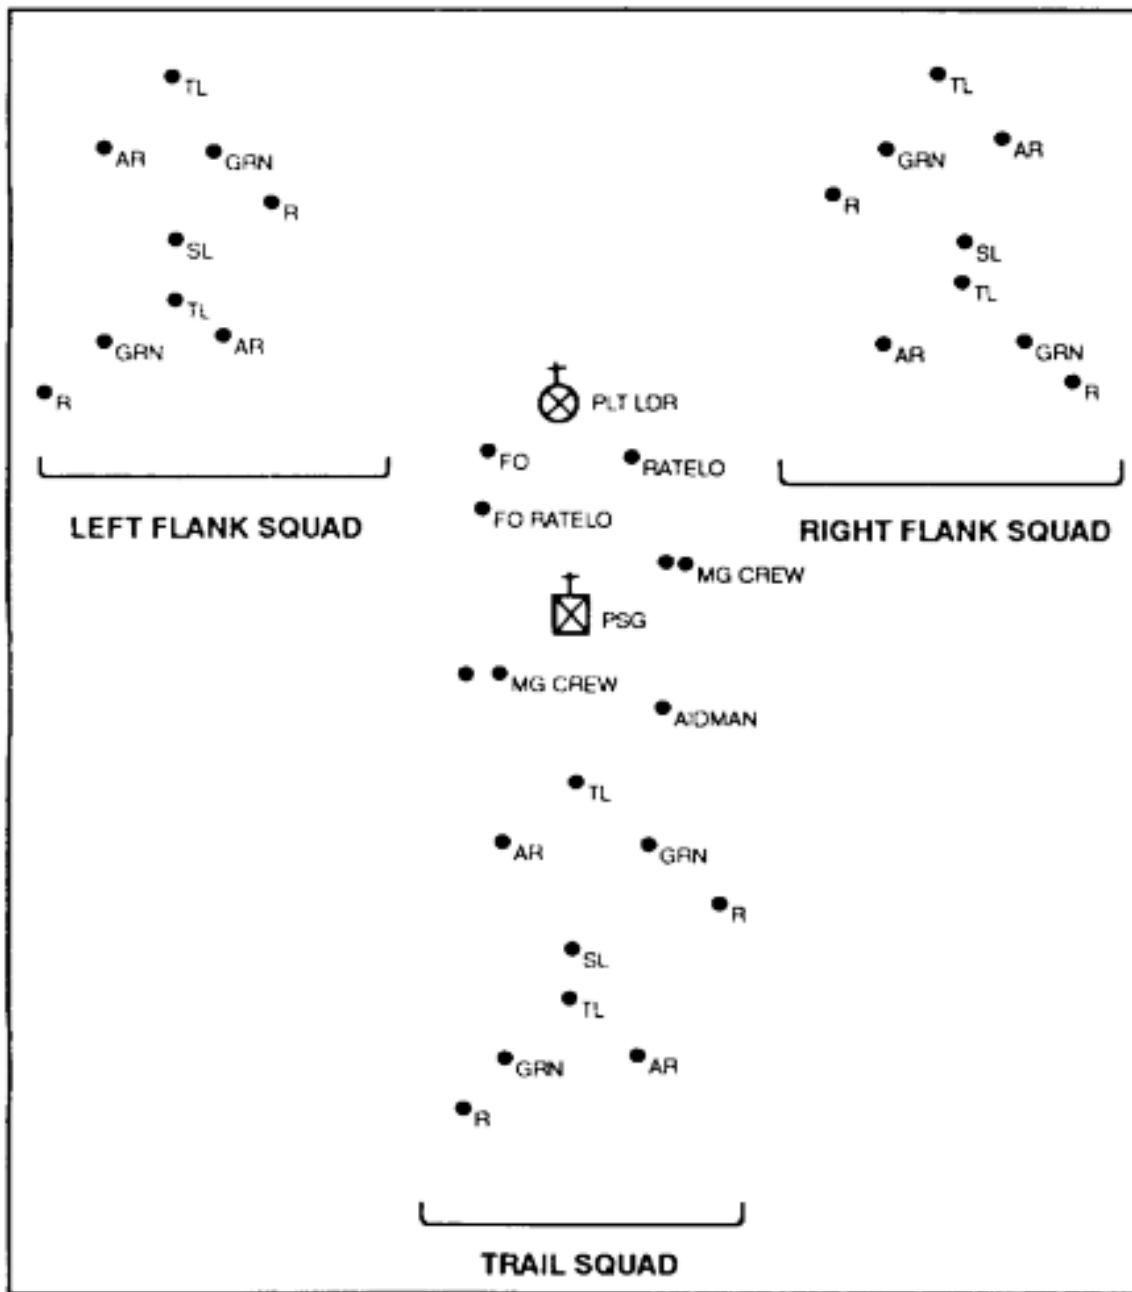 TL
AR
GRN
R
SL
TL
GRN
AR
R
LEFT FLANK SQUAD
TL
AR
GRN
R
SL
TL
AR
GRN
R
RIGHT FLANK SQUAD
PLT LDR
FO
RATELO
FO RATELO
MG CREW
PSG
MG CREW
AIDMAN
TL
AR
GRN
R
SL
TL
GRN
AR
R
TRAIL SQUAD